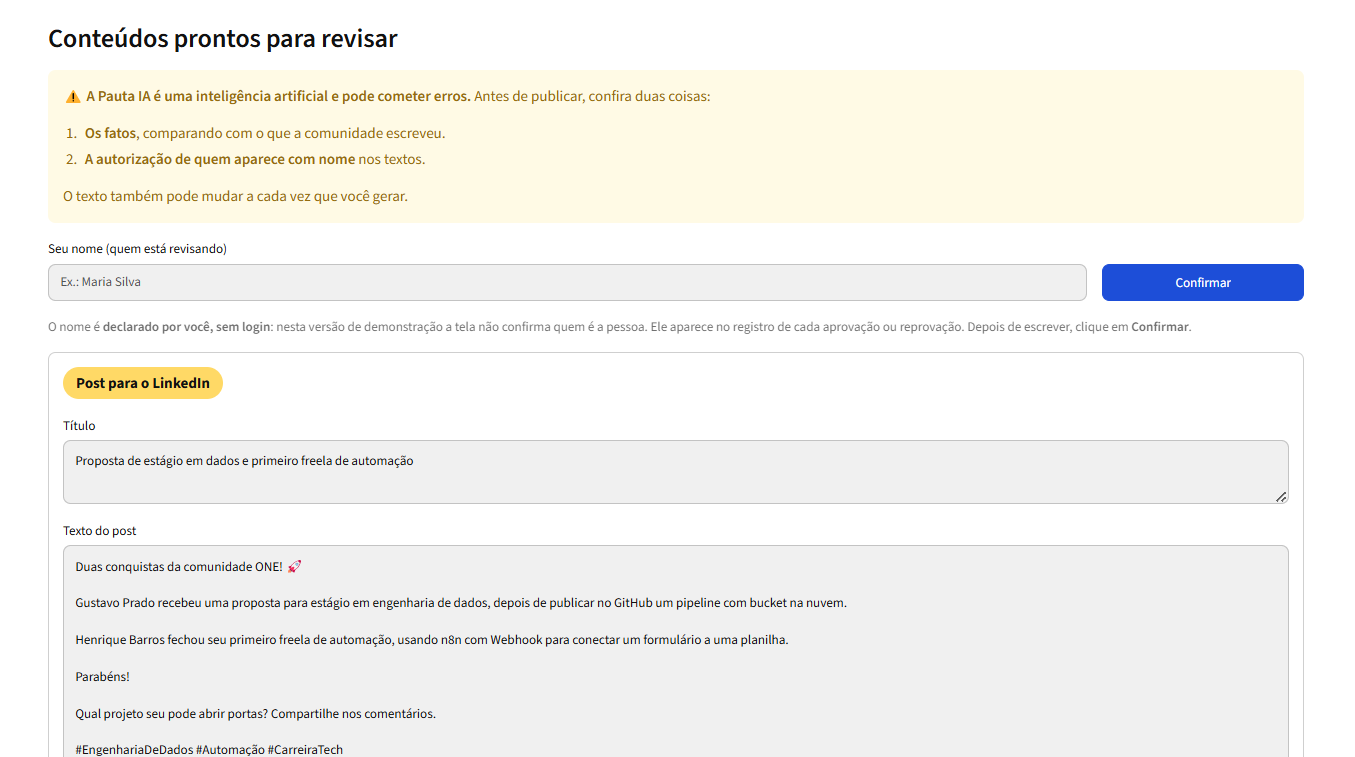 Conteúdos prontos para revisar
⚠️ A Pauta IA é uma inteligência artificial e pode cometer erros. Antes de publicar, confira duas coisas:
1. Os fatos, comparando com o que a comunidade escreveu.
2. A autorização de quem aparece com nome nos textos.
O texto também pode mudar a cada vez que você gerar.
Seu nome (quem está revisando)
Ex.: Maria Silva
Confirmar
O nome é declarado por você, sem login: nesta versão de demonstração a tela não confirma quem é a pessoa. Ele aparece no registro de cada aprovação ou reprovação. Depois de escrever, clique em Confirmar.
Post para o LinkedIn
Título
Proposta de estágio em dados e primeiro freela de automação
Texto do post
Duas conquistas da comunidade ONE! 🚀
Gustavo Prado recebeu uma proposta para estágio em engenharia de dados, depois de publicar no GitHub um pipeline com bucket na nuvem.
Henrique Barros fechou seu primeiro freela de automação, usando n8n com Webhook para conectar um formulário a uma planilha.
Parabéns!
Qual projeto seu pode abrir portas? Compartilhe nos comentários.
#EngenhariaDeDados #Automação #CarreiraTech